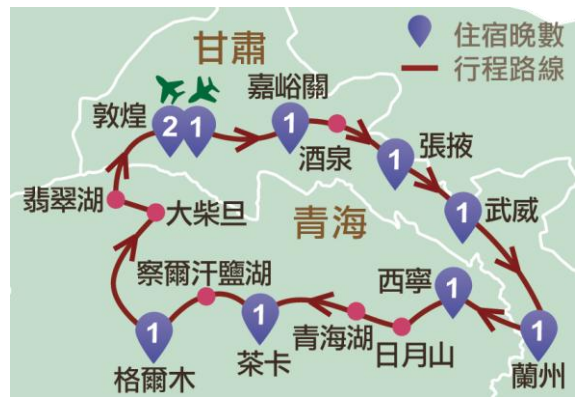 甘肅
住宿晚數
行程路線
嘉峪關
敦煌
2
1
1
酒泉
張掖
1
翡翠湖
大柴旦
青海
1
武威
察爾汗鹽湖
西寧
1
1
1
青海湖
日月山
1
格爾木
茶卡
蘭州